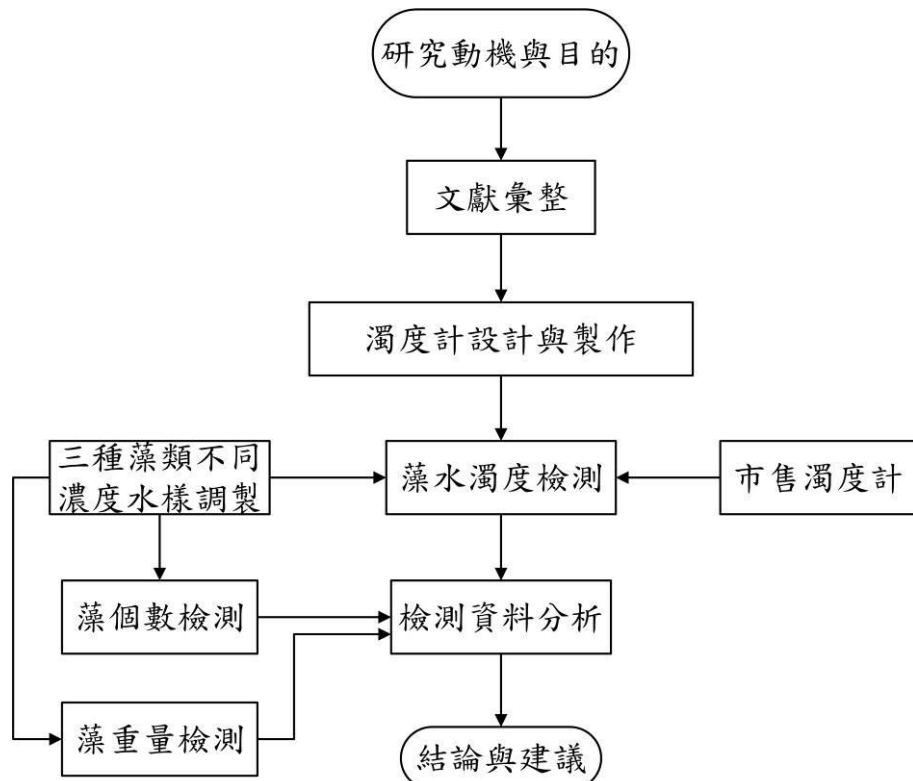 研究動機與目的
文獻彙整
濁度計設計與製作
三種藻類不同
濃度水樣調製
藻水濁度檢測
市售濁度計
藻個數檢測
檢測資料分析
藻重量檢測
結論與建議